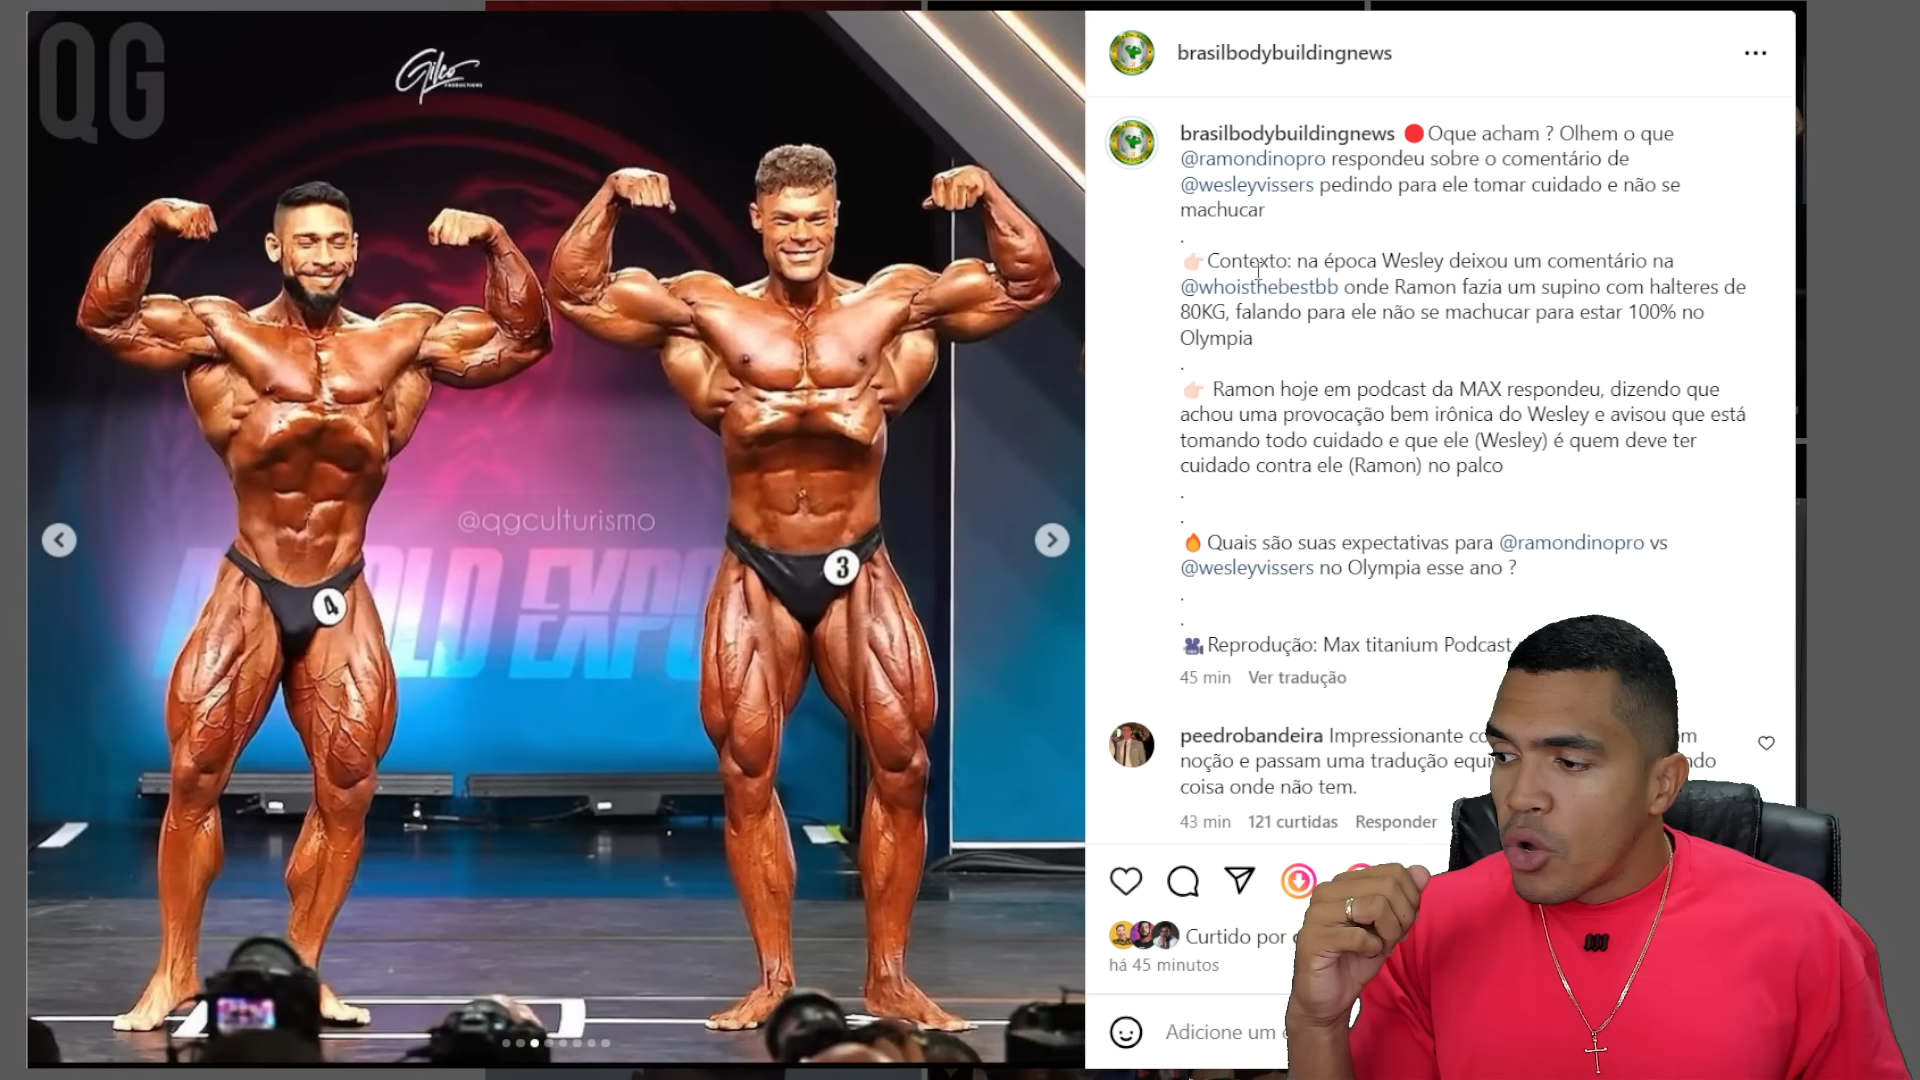 QG
Gilco
PRODUCTIONS
@qgculturismo
OLD EXPO
4
3
brasilbodybuildingnews
brasilbodybuildingnews 🔴Oque acham ? Olhem o que
@ramondinopro respondeu sobre o comentário de
@wesleyvissers pedindo para ele tomar cuidado e não se
machucar
.
👉🏻Contexto: na época Wesley deixou um comentário na
@whoisthebestbb onde Ramon fazia um supino com halteres de
80KG, falando para ele não se machucar para estar 100% no
Olympia
.
👉🏻 Ramon hoje em podcast da MAX respondeu, dizendo que
achou uma provocação bem irônica do Wesley e avisou que está
tomando todo cuidado e que ele (Wesley) é quem deve ter
cuidado contra ele (Ramon) no palco
.
.
🔥Quais são suas expectativas para @ramondinopro vs
@wesleyvissers no Olympia esse ano ?
.
.
🎥Reprodução: Max titanium Podcast
45 min Ver tradução
peedrobandeira Impressionante
noção e passam uma tradução
coisa onde não tem.
43 min 121 curtidas Responder
Curtido por
há 45 minutos
Adicione um